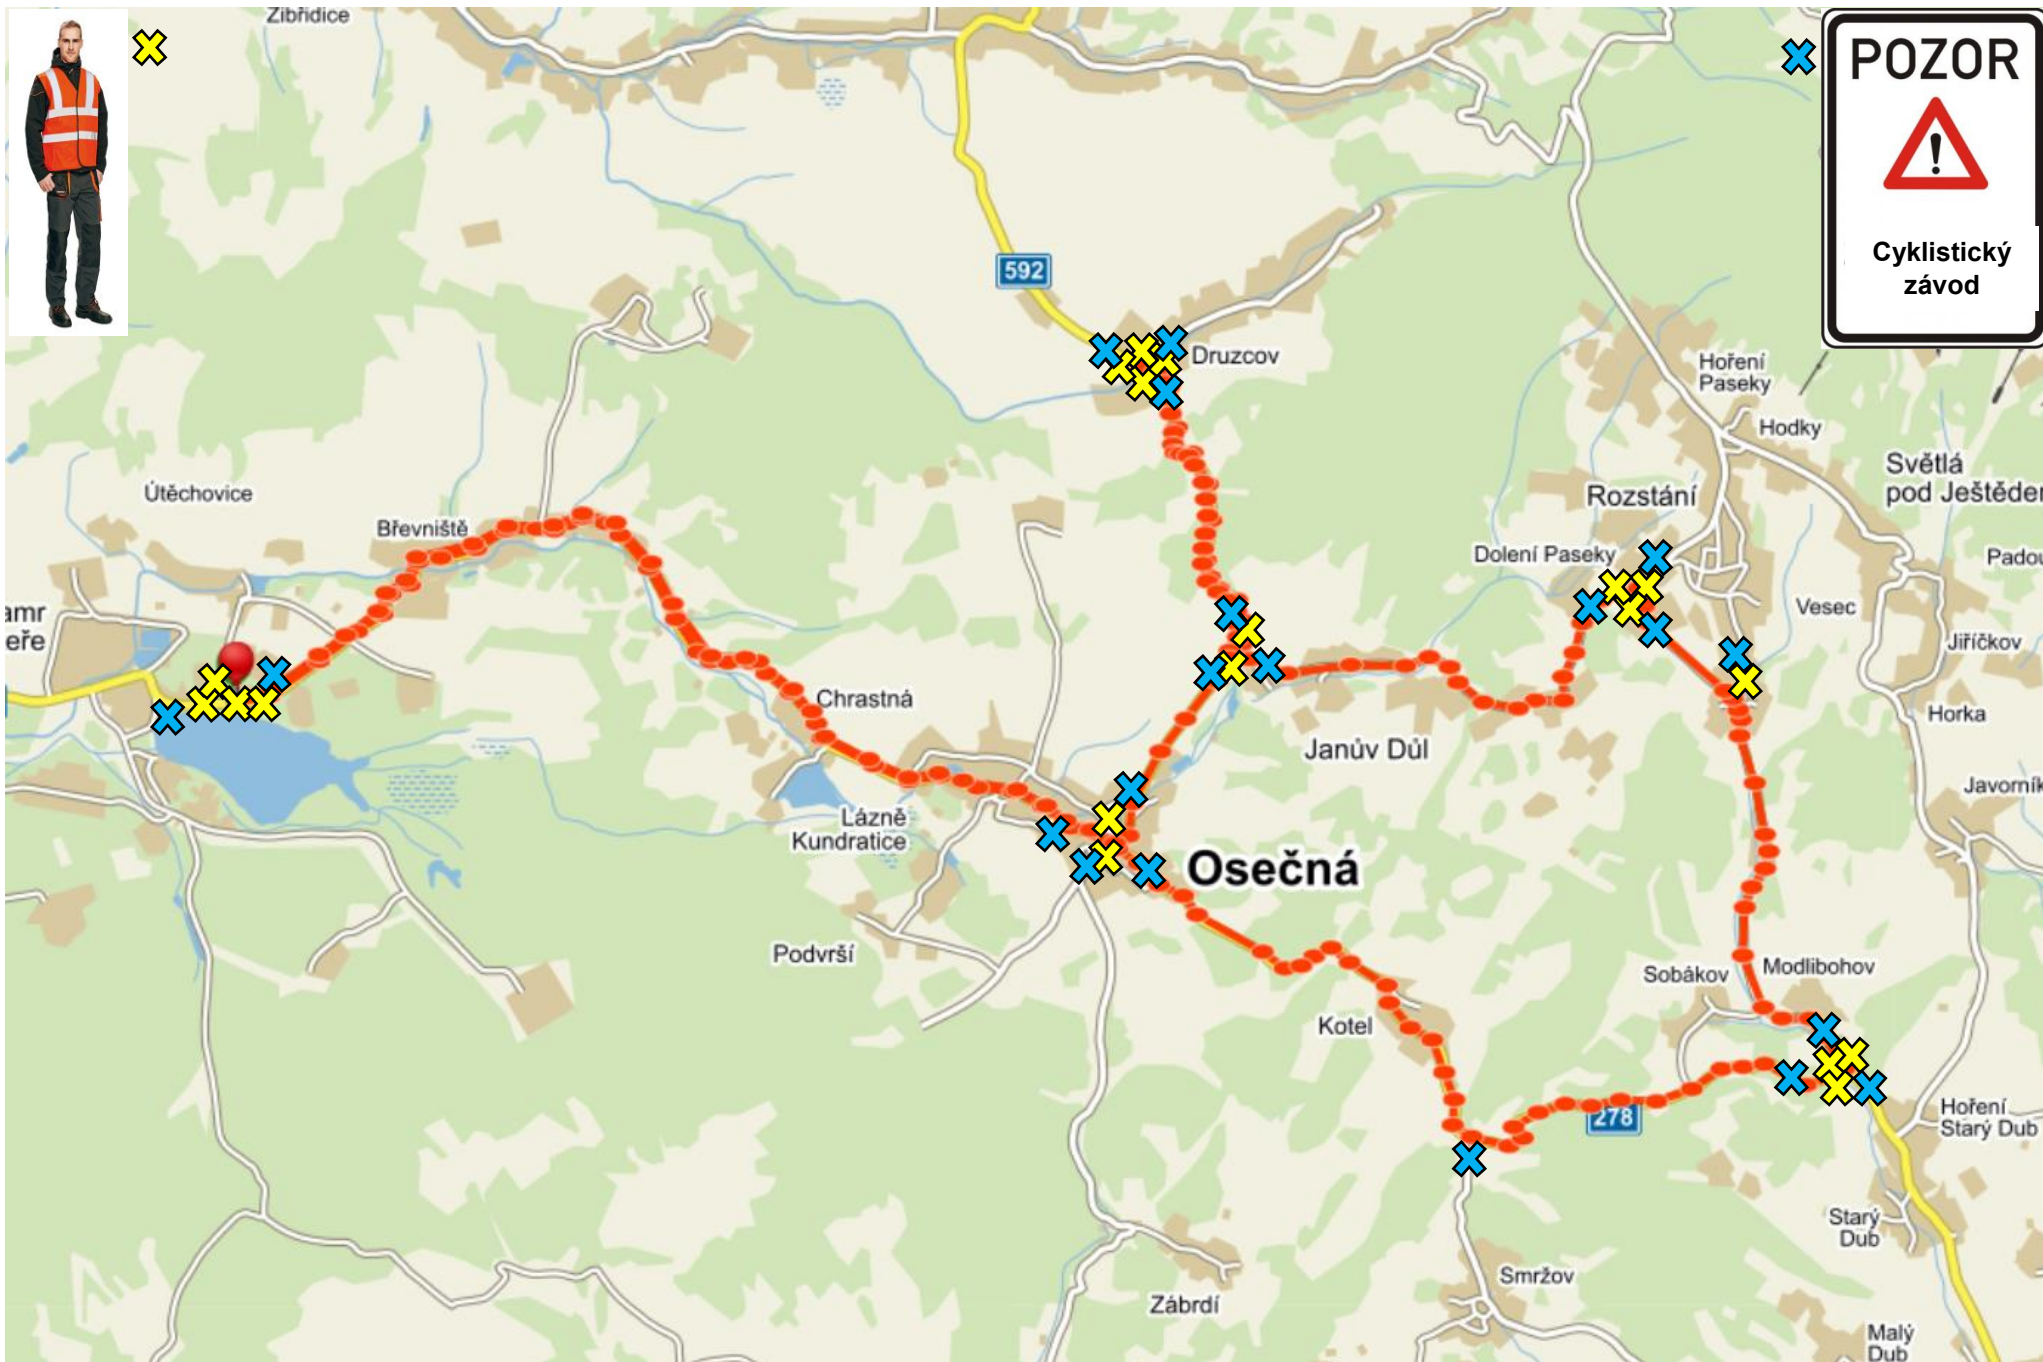 Zibřidice
POZOR
!
Cyklistický
závod
592
Druzcov
Hoření
Paseky
Hodky
Světlá
pod Ještěde
Útěchovice
Rozstání
Břevniště
Dolení Paseky
Vesec
Jiříčkov
Chrastná
Horka
Janův Důl
Javorník
Lázně
Kundratice
Osečná
Podvrší
Sobákov
Modlibohov
Kotel
278
Hoření
Starý Dub
Starý
Dub
Smržov
Zábrdí
Malý
Dub